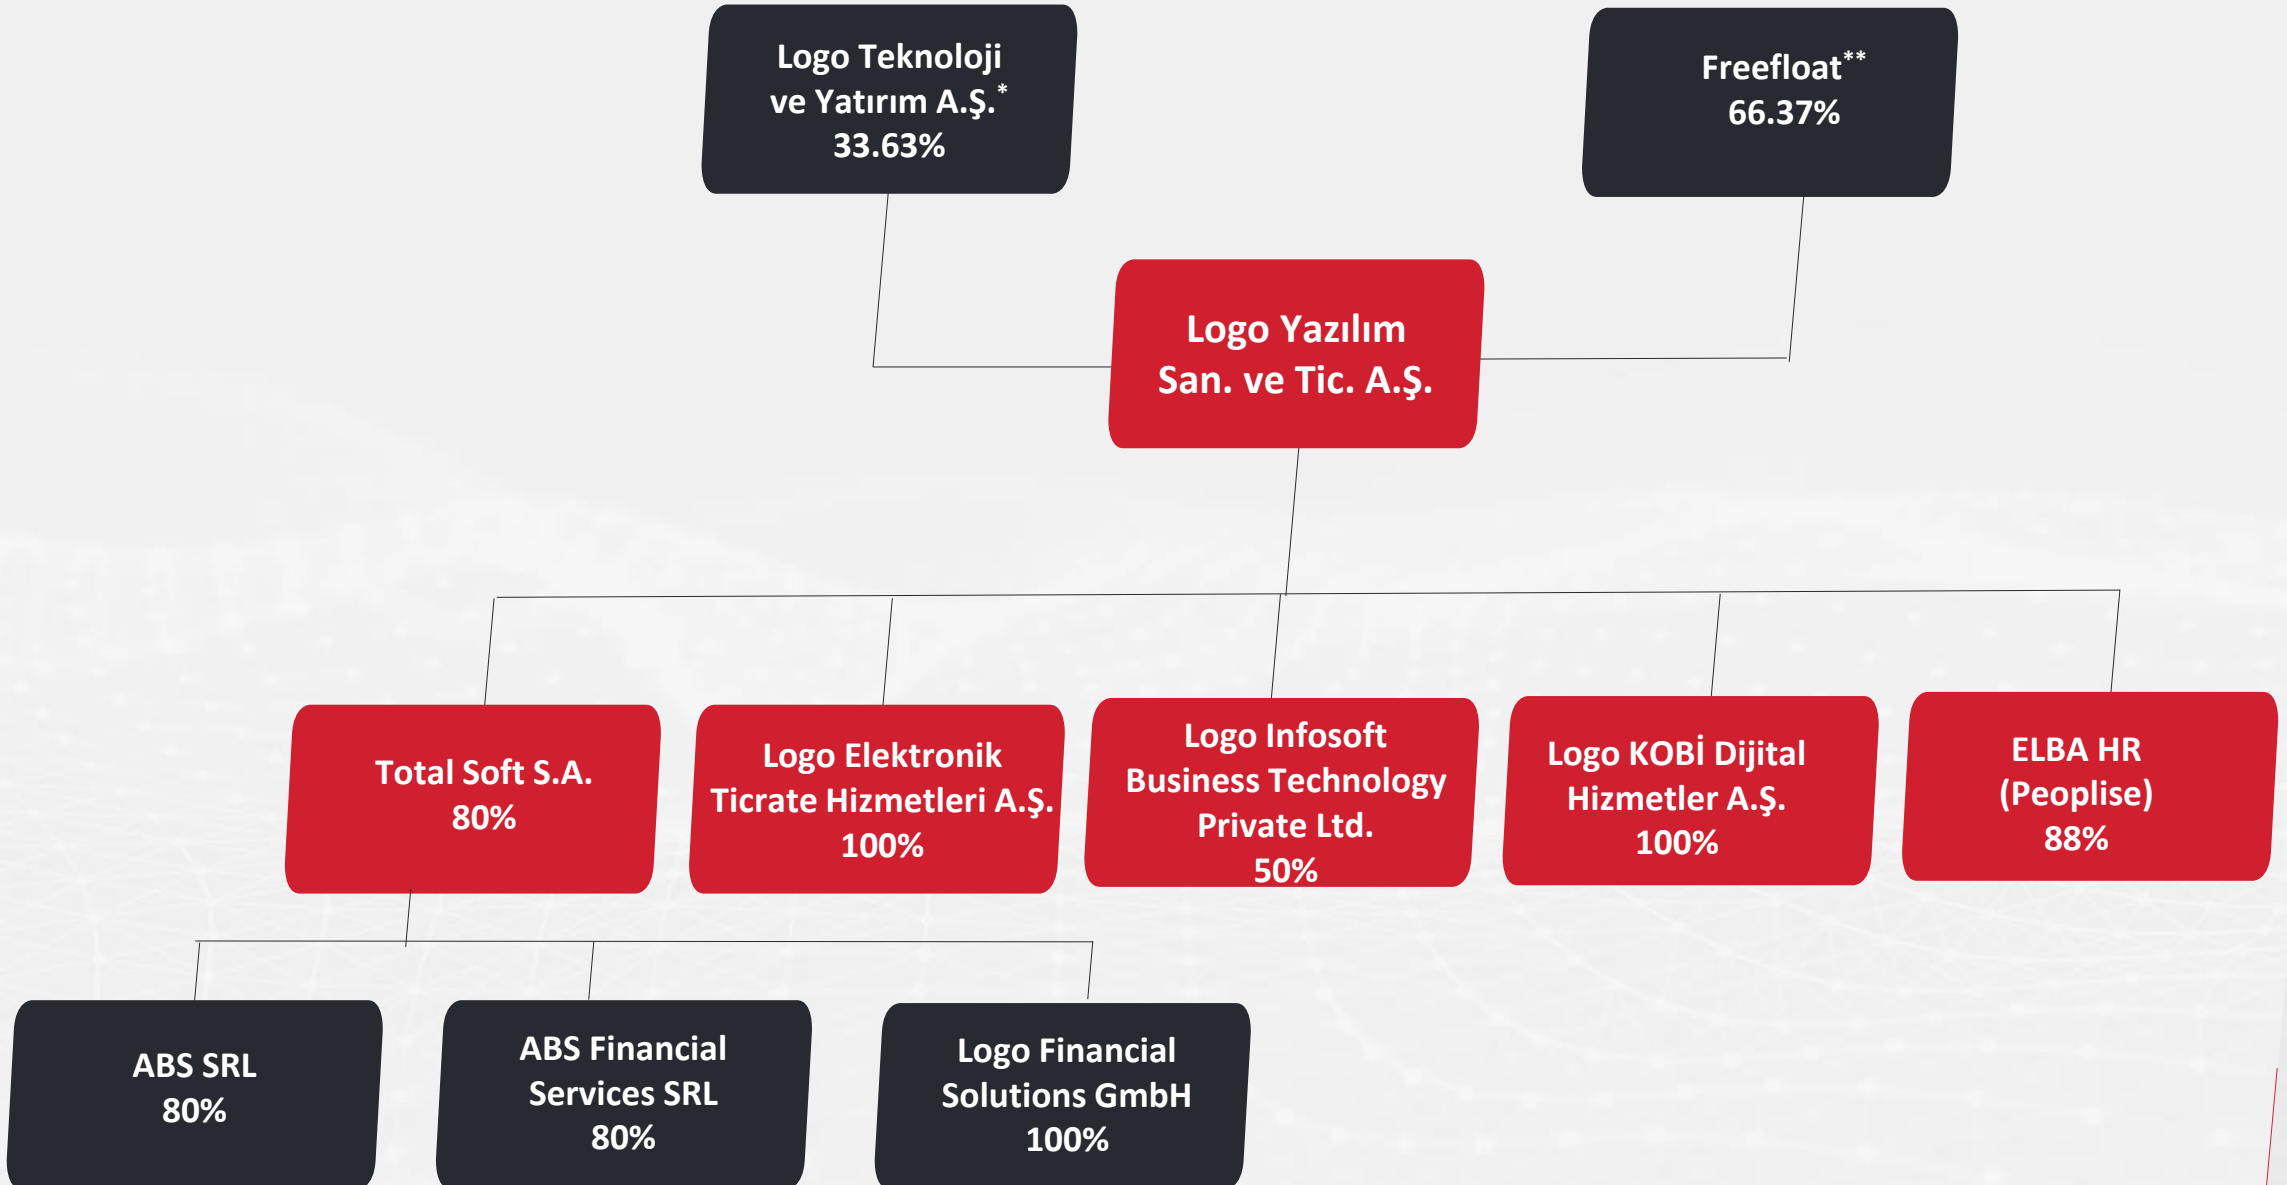 Logo Teknoloji
ve Yatırım A.Ş.*
33.63%
Freefloat**
66.37%
Logo Yazılım
San. ve Tic. A.Ş.
Total Soft S.A.
80%
Logo Elektronik
Ticrate Hizmetleri A.Ş.
100%
Logo Infosoft
Business Technology
Private Ltd.
50%
Logo KOBİ Dijital
Hizmetler A.Ş.
100%
ELBA HR
(Peoplise)
88%
ABS SRL
80%
ABS Financial
Services SRL
80%
Logo Financial
Solutions GmbH
100%